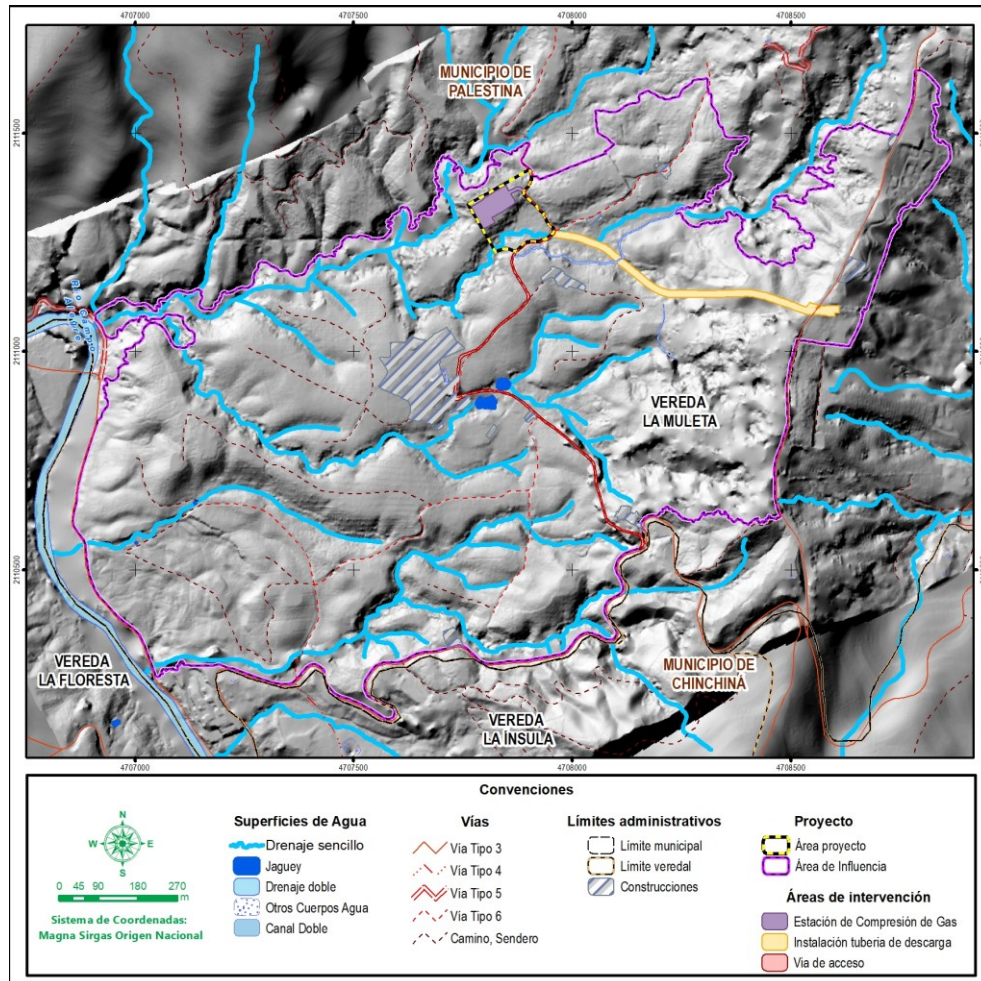 4707000 4707500 4708000 4708500
MUNICIPIO DE
PALESTINA
2111500
2111000
VEREDA
LA MULETA
2110500
VEREDA
LA FLORESTA
MUNICIPIO DE
CHINCHINÁ
VEREDA
LA ÍNSULA
4707000 4707500 4708000 4708500
Convenciones
N
W E
S
0 45 90 180 270
m
Sistema de Coordenadas:
Magna Sirgas Origen Nacional
Superficies de Agua
Drenaje sencillo
Jaguey
Drenaje doble
Otros Cuerpos Agua
Canal Doble
Vías
Vía Tipo 3
Vía Tipo 4
Vía Tipo 5
Vía Tipo 6
Camino, Sendero
Límites administrativos
Límite municipal
Límite veredal
Construcciones
Proyecto
Área proyecto
Área de Influencia
Áreas de intervención
Estación de Compresión de Gas
Instalación tuberia de descarga
Via de acceso